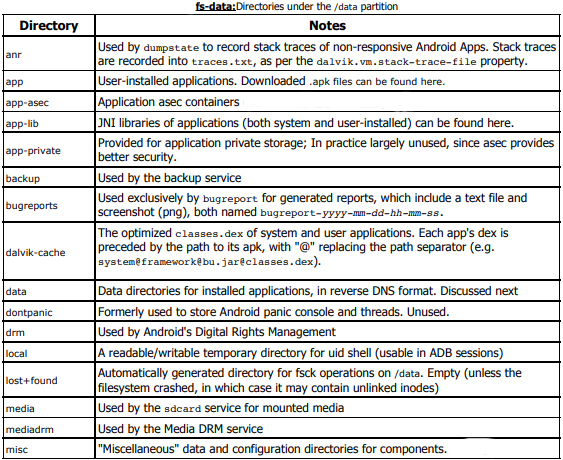 fs-data:Directories under the /data partition
Directory Notes
anr Used by dumpstate to record stack traces of non-responsive Android Apps. Stack traces
are recorded into traces.txt, as per the dalvik.vm.stack-trace-file property.
app User-installed applications. Downloaded .apk files can be found here.
app-asec Application asec containers
app-lib JNI libraries of applications (both system and user-installed) can be found here.
app-private Provided for application private storage; In practice largely unused, since asec provides
better security.
backup Used by the backup service
bugreports Used exclusively by bugreport for generated reports, which include a text file and
screenshot (png), both named bugreport-yyyy-mm-dd-hh-mm-ss.
dalvik-cache The optimized classes.dex of system and user applications. Each app's dex is
preceded by the path to its apk, with "@" replacing the path separator (e.g.
system@framework@bu.jar@classes.dex).
data Data directories for installed applications, in reverse DNS format. Discussed next
dontpanic Formerly used to store Android panic console and threads. Unused.
drm Used by Android's Digital Rights Management
local A readable/writable temporary directory for uid shell (usable in ADB sessions)
lost+found Automatically generated directory for fsck operations on /data. Empty (unless the
filesystem crashed, in which case it may contain unlinked inodes)
media Used by the sdcard service for mounted media
mediadrm Used by the Media DRM service
misc "Miscellaneous" data and configuration directories for components.